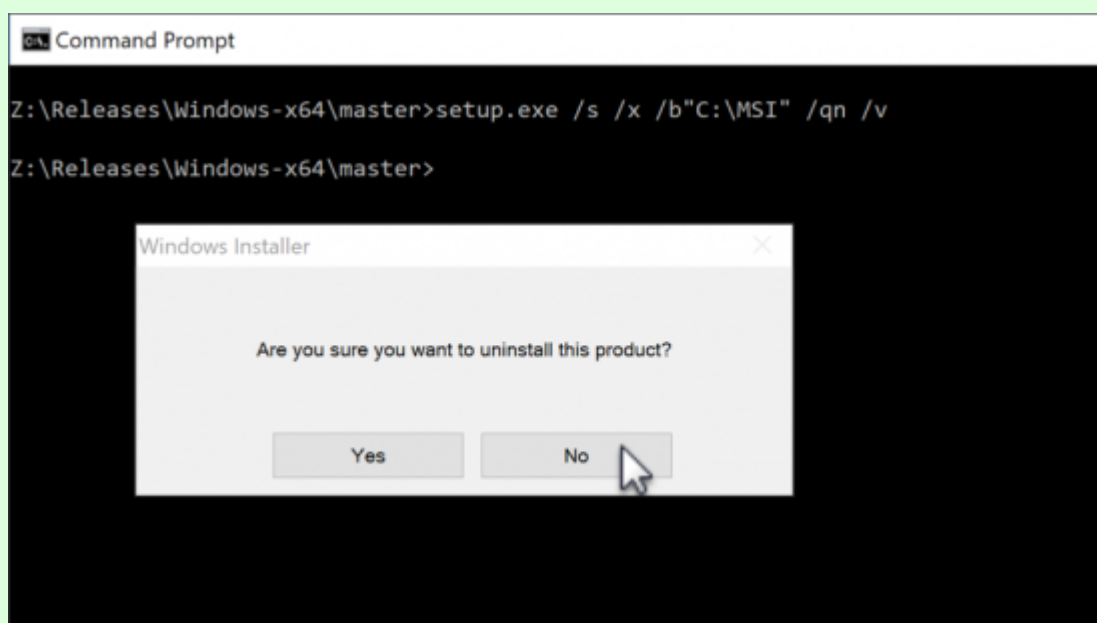 Command Prompt
Z:\Releases\Windows-x64\master>setup.exe /s /x /b"C:\MSI" /qn /v
Z:\Releases\Windows-x64\master>
Windows Installer
Are you sure you want to uninstall this product?
Yes No